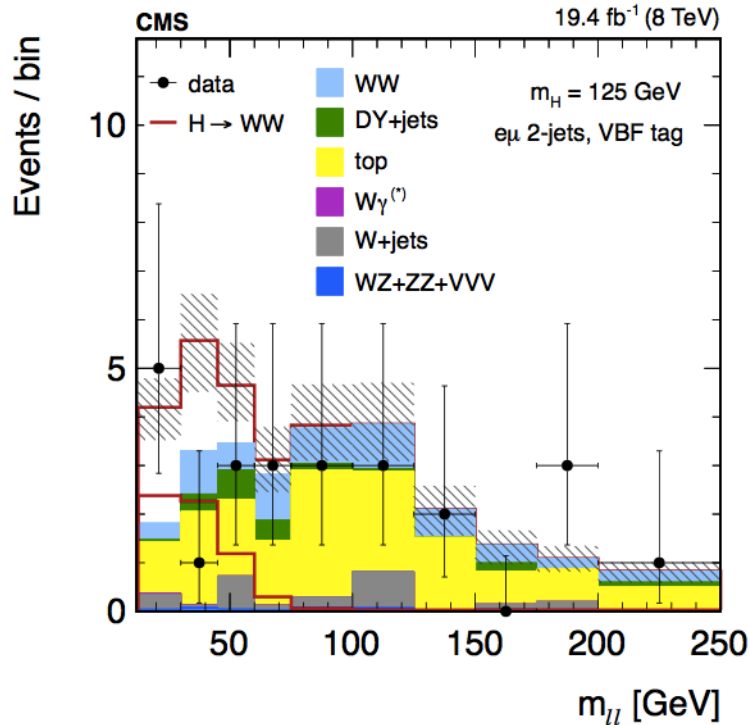 CMS 19.4 fb⁻¹ (8 TeV)
Events / bin
data
H → WW
WW
DY+jets
top
Wγ⁽*⁾
W+jets
WZ+ZZ+VVV
m_H = 125 GeV
eμ 2-jets, VBF tag
10
5
0
50 100 150 200 250
m_ll [GeV]